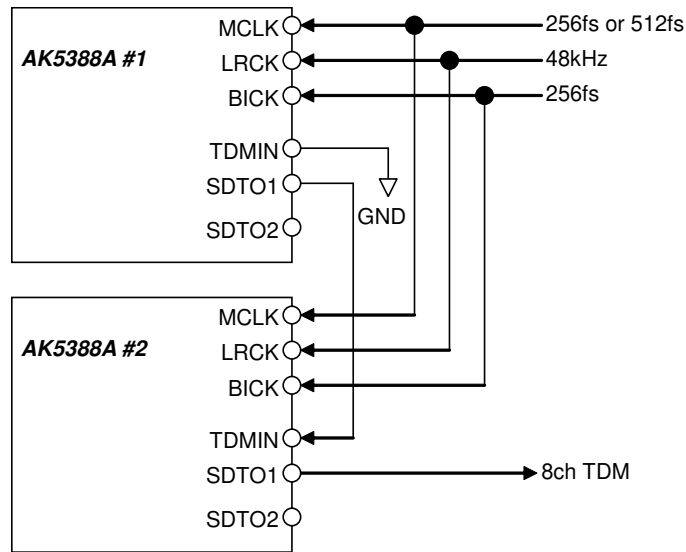 MCLK
256fs or 512fs
AK5388A #1
LRCK
48kHz
BICK
256fs
TDMIN
SDTO1
GND
SDTO2
MCLK
AK5388A #2
LRCK
BICK
TDMIN
SDTO1
8ch TDM
SDTO2